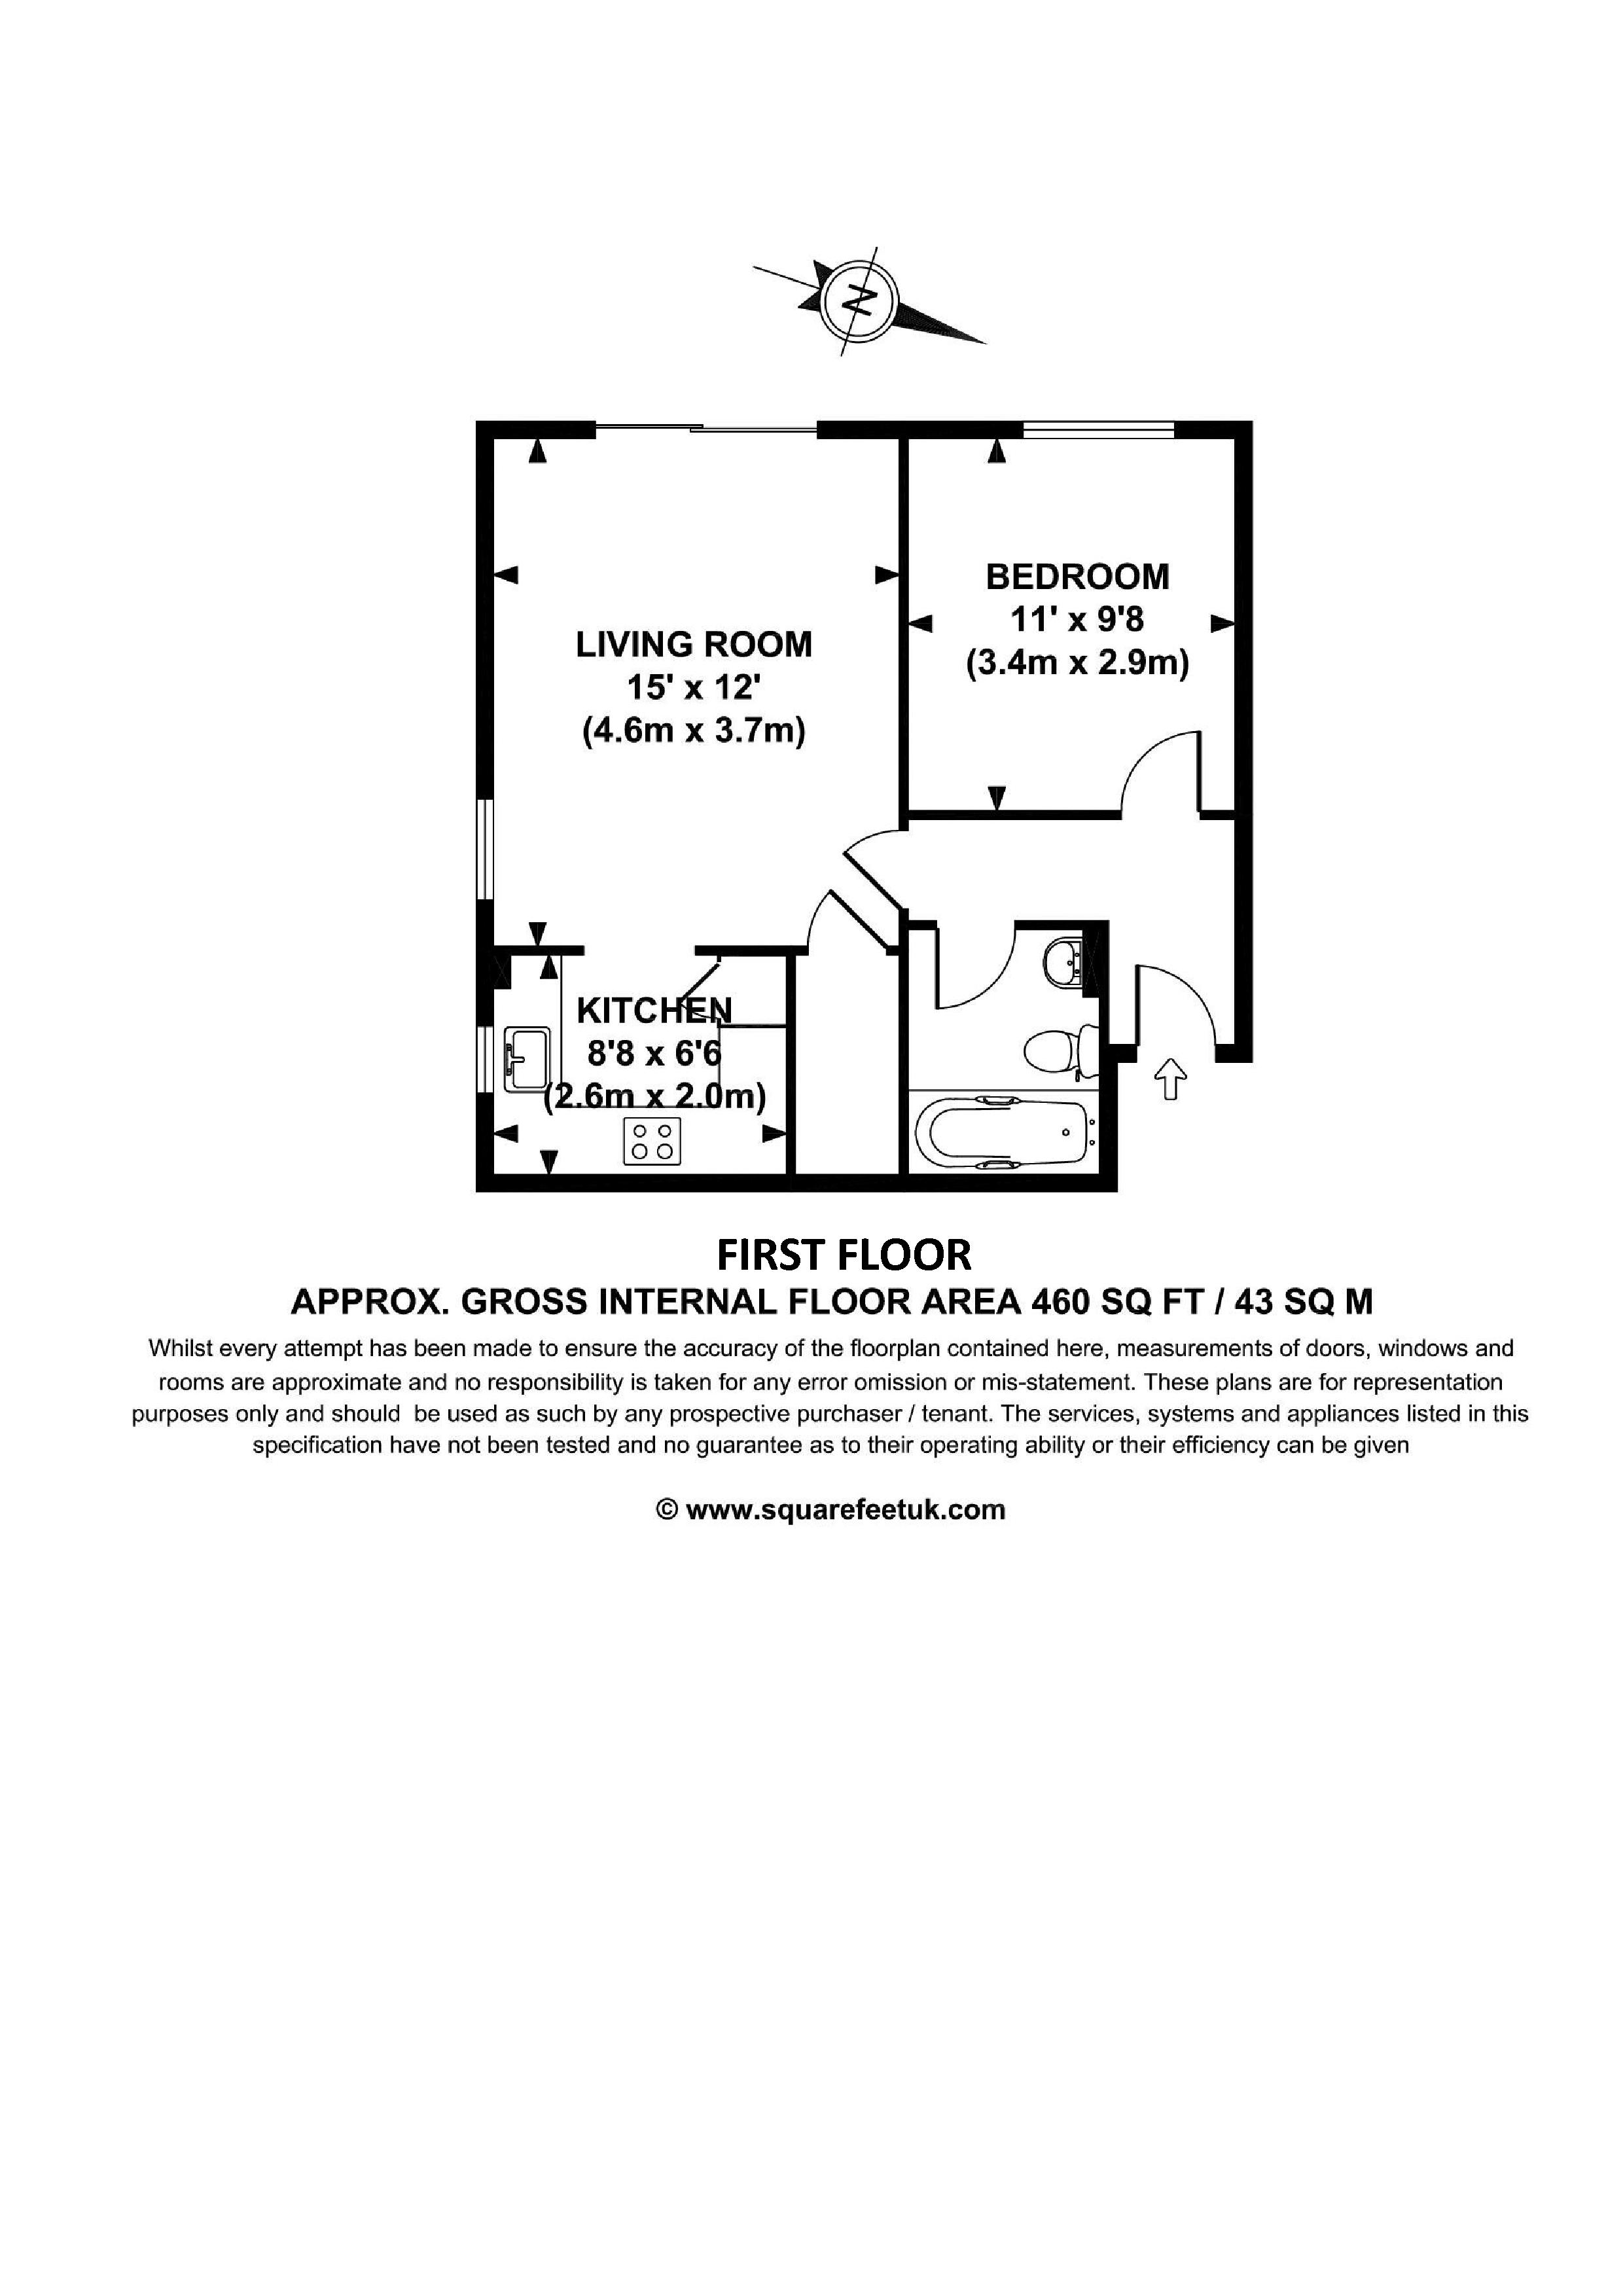 N
BEDROOM
11' x 9'8
(3.4m x 2.9m)
LIVING ROOM
15' x 12'
(4.6m x 3.7m)
KITCHEN
8'8 x 6'6
(2.6m x 2.0m)
FIRST FLOOR
APPROX. GROSS INTERNAL FLOOR AREA 460 SQ FT / 43 SQ M
Whilst every attempt has been made to ensure the accuracy of the floorplan contained here, measurements of doors, windows and
rooms are approximate and no responsibility is taken for any error omission or mis-statement. These plans are for representation
purposes only and should be used as such by any prospective purchaser / tenant. The services, systems and appliances listed in this
specification have not been tested and no guarantee as to their operating ability or their efficiency can be given
© www.squarefeetuk.com